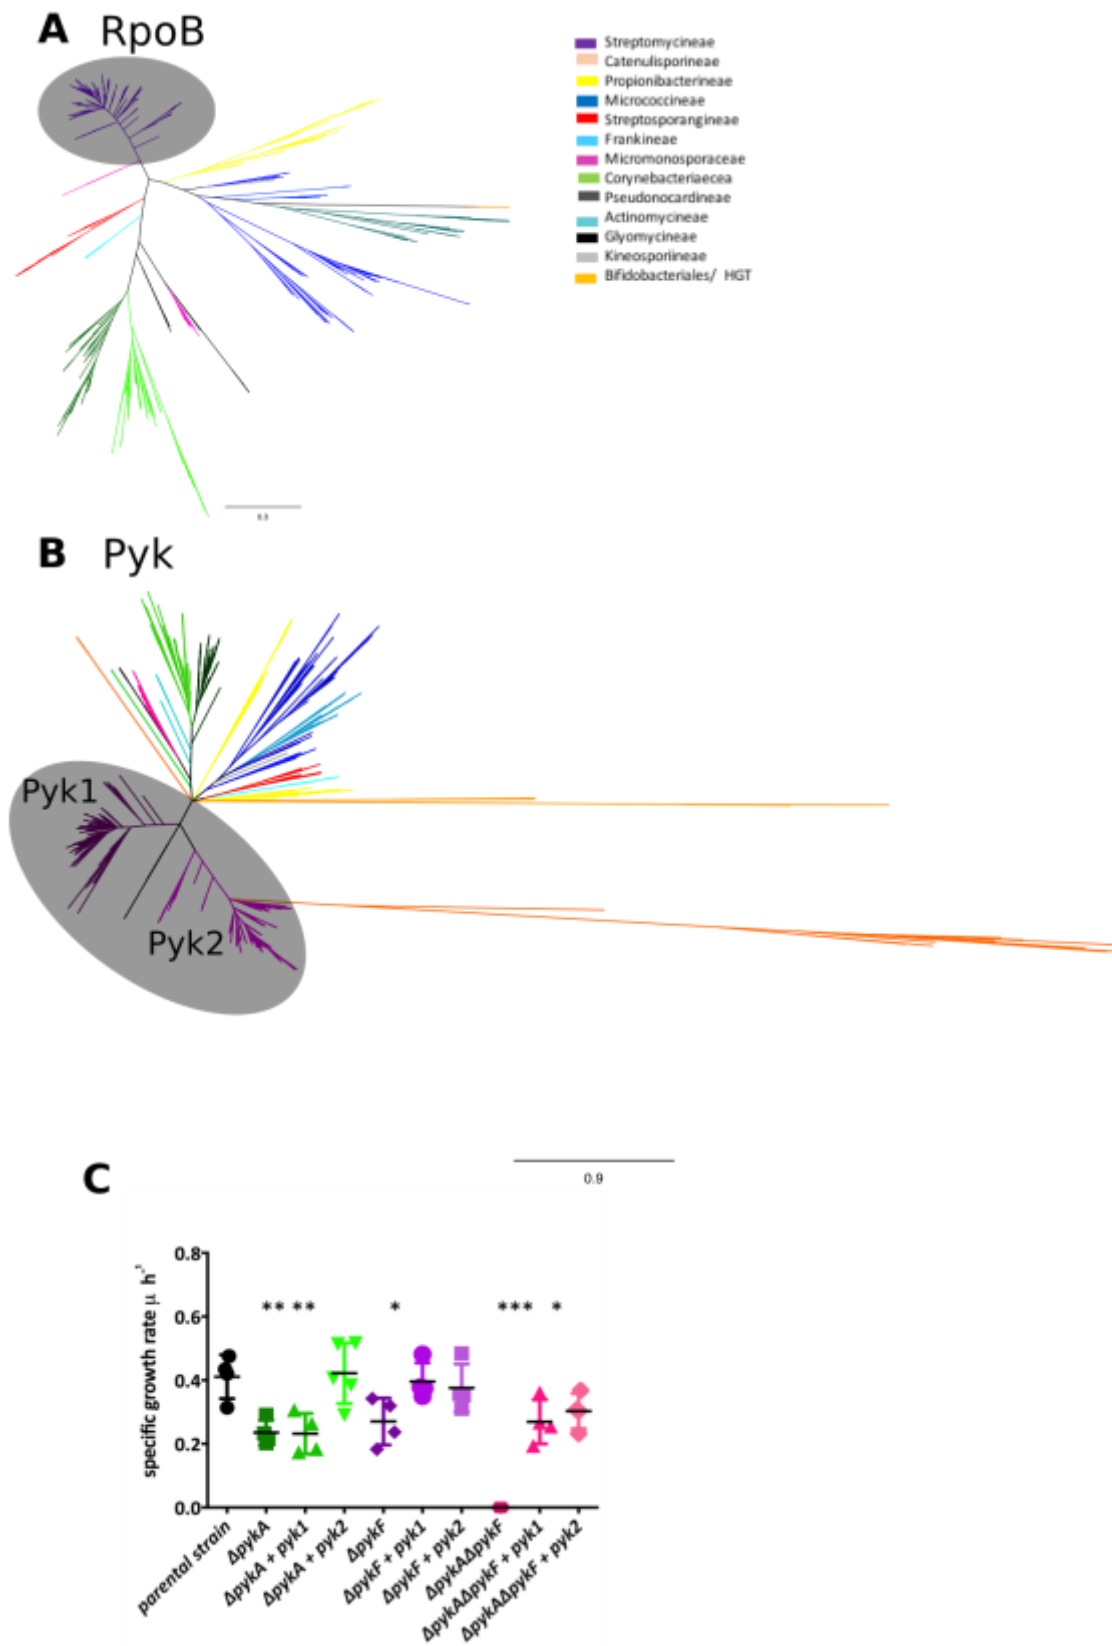 A RpoB
Streptomycineae
Catenulisporineae
Propionibacterineae
Micrococcineae
Streptosporangineae
Frankineae
Micromonosporaceae
Corynebacteriaecea
Pseudonocardineae
Actinomycineae
Glyomycineae
Kineosporiineae
Bifidobacteriales/ HGT
B Pyk
Pyk1
Pyk2
0.9
C
specific growth rate μ h⁻¹
0.8
0.6
0.4
0.2
0.0
** ** * *** *
parental strain
ΔpykA
ΔpykA + pyk1
ΔpykA + pyk2
ΔpykF
ΔpykF + pyk1
ΔpykF + pyk2
ΔpykAΔpykF
ΔpykAΔpykF + pyk1
ΔpykAΔpykF + pyk2